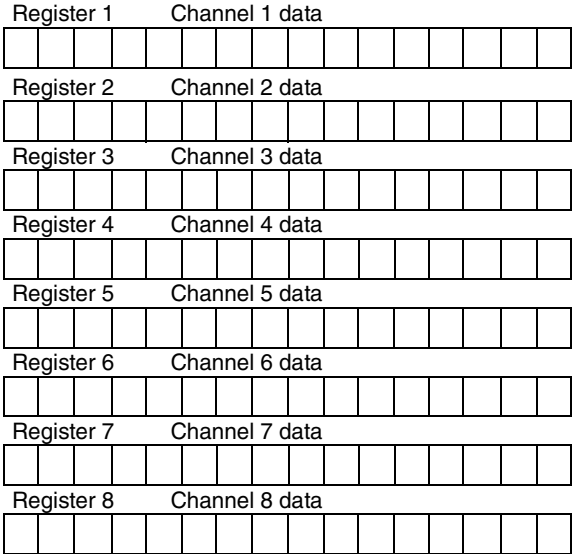 Register 1 Channel 1 data
Register 2 Channel 2 data
Register 3 Channel 3 data
Register 4 Channel 4 data
Register 5 Channel 5 data
Register 6 Channel 6 data
Register 7 Channel 7 data
Register 8 Channel 8 data